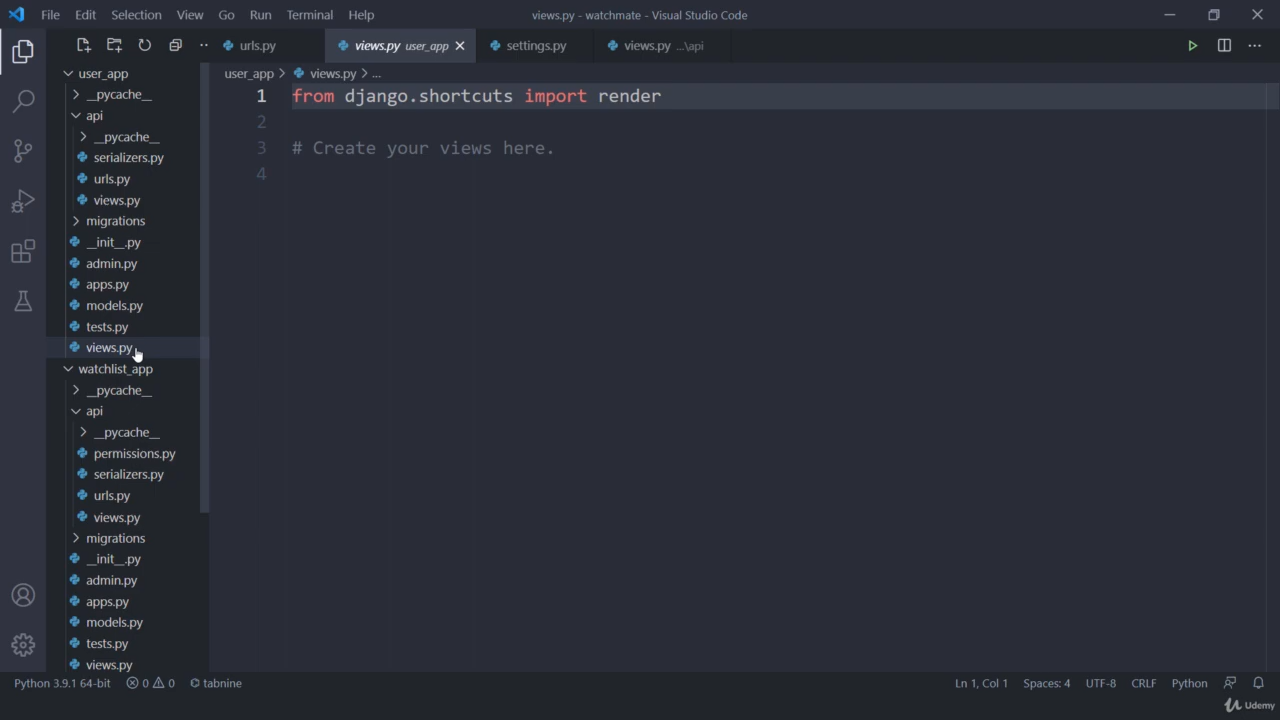 File Edit Selection View Go Run Terminal Help
views.py - watchmate - Visual Studio Code
urls.py
views.py user_app
settings.py
views.py ...\api
user_app > views.py > ...
user_app
__pycache__
api
__pycache__
serializers.py
urls.py
views.py
migrations
__init__.py
admin.py
apps.py
models.py
tests.py
views.py
watchlist_app
__pycache__
api
__pycache__
permissions.py
serializers.py
urls.py
views.py
migrations
__init__.py
admin.py
apps.py
models.py
tests.py
views.py
1 from django.shortcuts import render
2
3 # Create your views here.
4
Python 3.9.1 64-bit 0 0 tabnine
Ln 1, Col 1 Spaces: 4 UTF-8 CRLF Python
Udemy